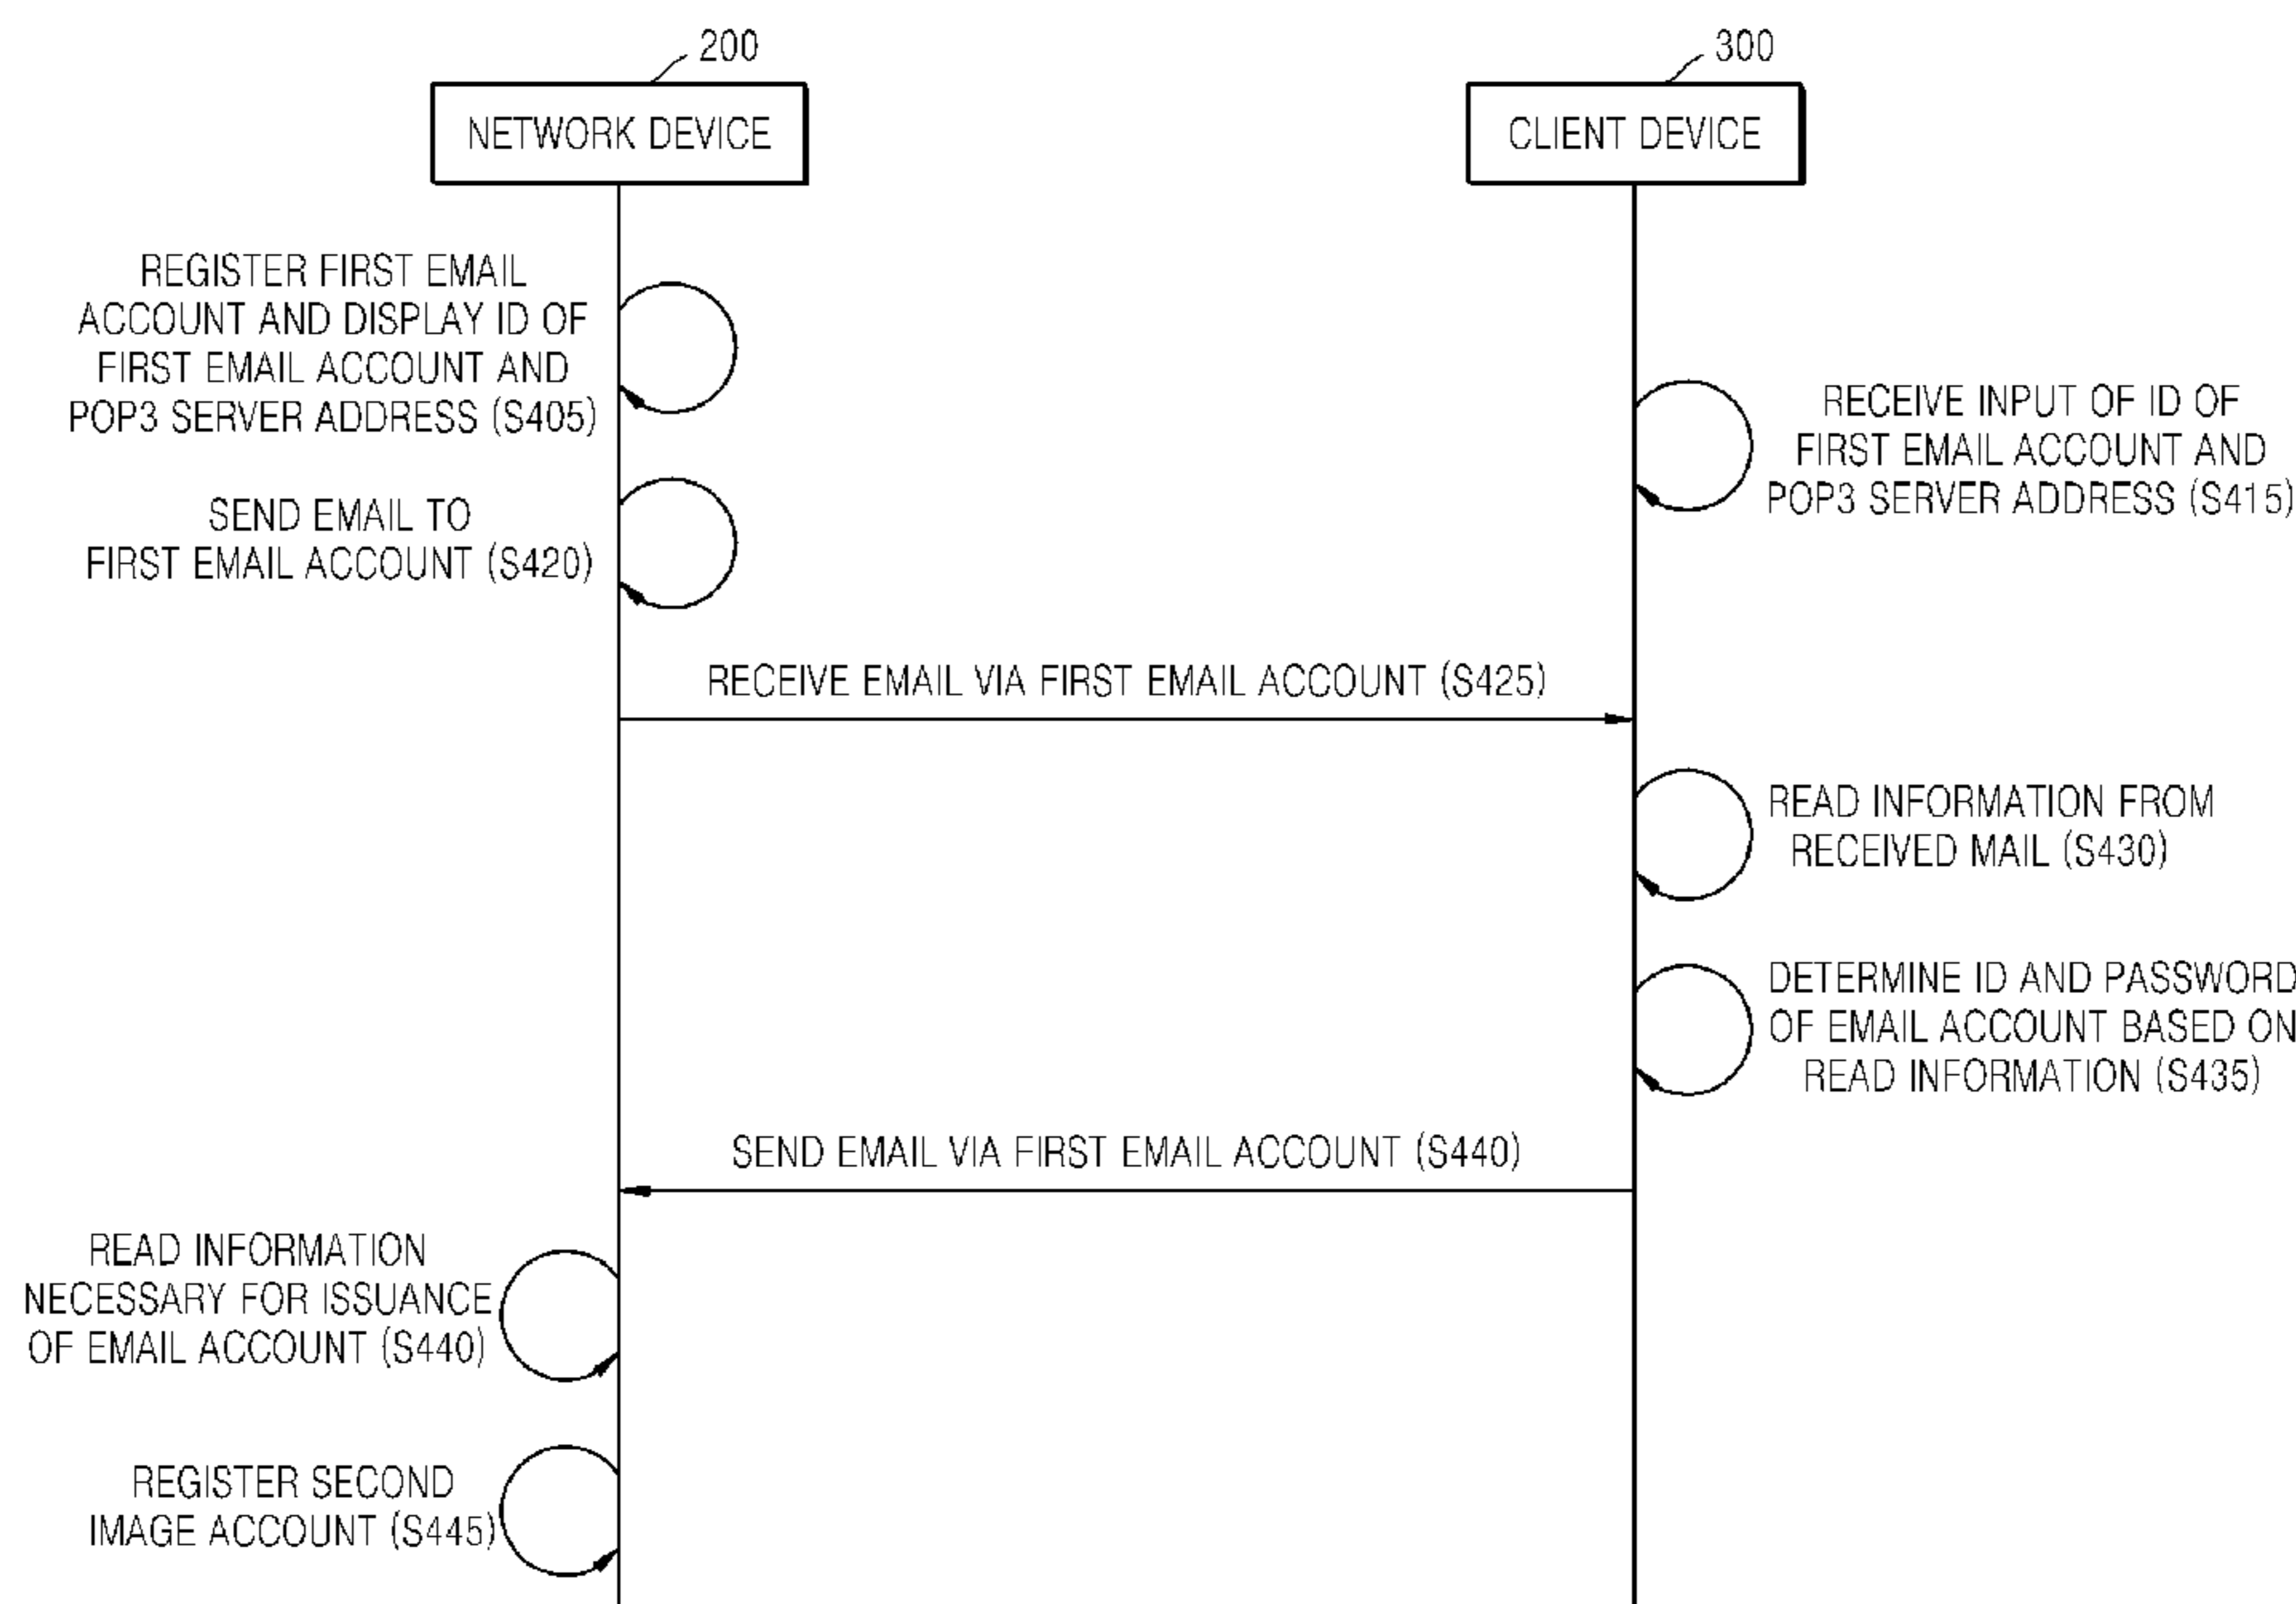 200
300
NETWORK DEVICE
CLIENT DEVICE
REGISTER FIRST EMAIL
ACCOUNT AND DISPLAY ID OF
FIRST EMAIL ACCOUNT AND
POP3 SERVER ADDRESS (S405)
RECEIVE INPUT OF ID OF
FIRST EMAIL ACCOUNT AND
POP3 SERVER ADDRESS (S415)
SEND EMAIL TO
FIRST EMAIL ACCOUNT (S420)
RECEIVE EMAIL VIA FIRST EMAIL ACCOUNT (S425)
READ INFORMATION FROM
RECEIVED MAIL (S430)
DETERMINE ID AND PASSWORD
OF EMAIL ACCOUNT BASED ON
READ INFORMATION (S435)
SEND EMAIL VIA FIRST EMAIL ACCOUNT (S440)
READ INFORMATION
NECESSARY FOR ISSUANCE
OF EMAIL ACCOUNT (S440)
REGISTER SECOND
IMAGE ACCOUNT (S445)